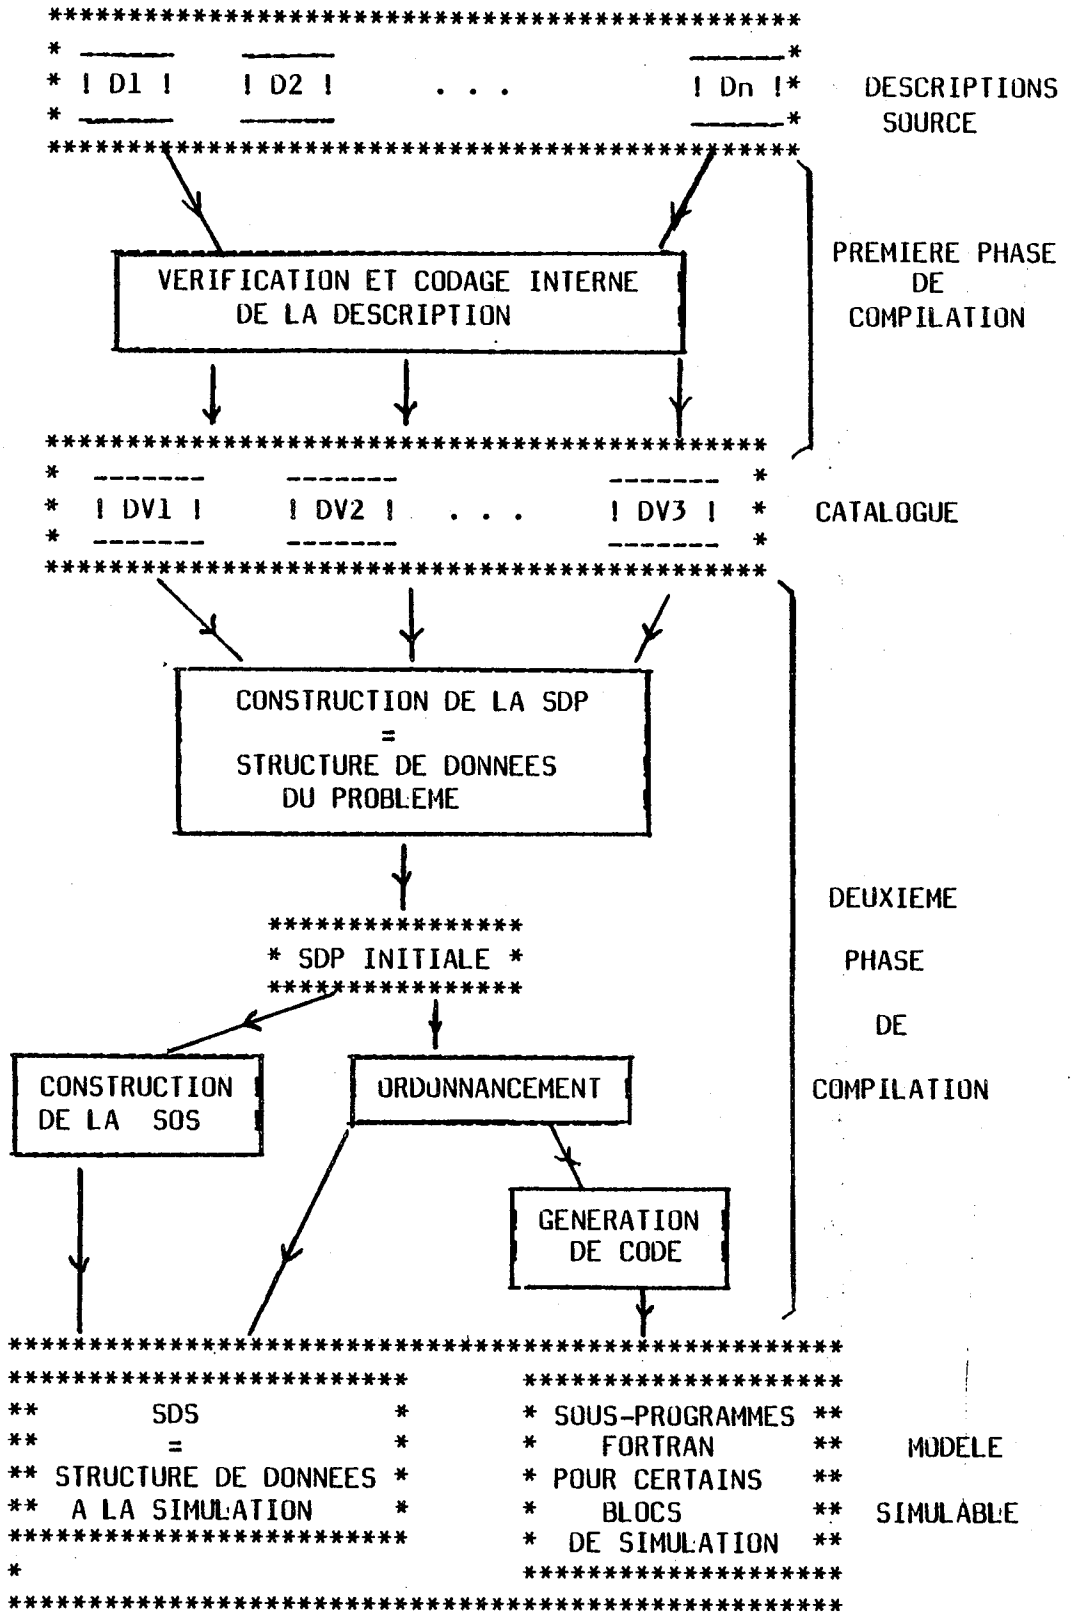 ! D1 ! ! D2 ! . . . ! Dn !
DESCRIPTIONS
SOURCE
VERIFICATION ET CODAGE INTERNE
DE LA DESCRIPTION
PREMIERE PHASE
DE
COMPILATION
! DV1 ! ! DV2 ! . . . ! DV3 !
CATALOGUE
CONSTRUCTION DE LA SDP
=
STRUCTURE DE DONNEES
DU PROBLEME
* SDP INITIALE *
DEUXIEME
PHASE
DE
COMPILATION
CONSTRUCTION
DE LA SOS
ORDONNANCEMENT
GENERATION
DE CODE
SDS
=
STRUCTURE DE DONNEES
A LA SIMULATION
SOUS-PROGRAMMES
FORTRAN
POUR CERTAINS
BLOCS
DE SIMULATION
MODELE
SIMULABLE